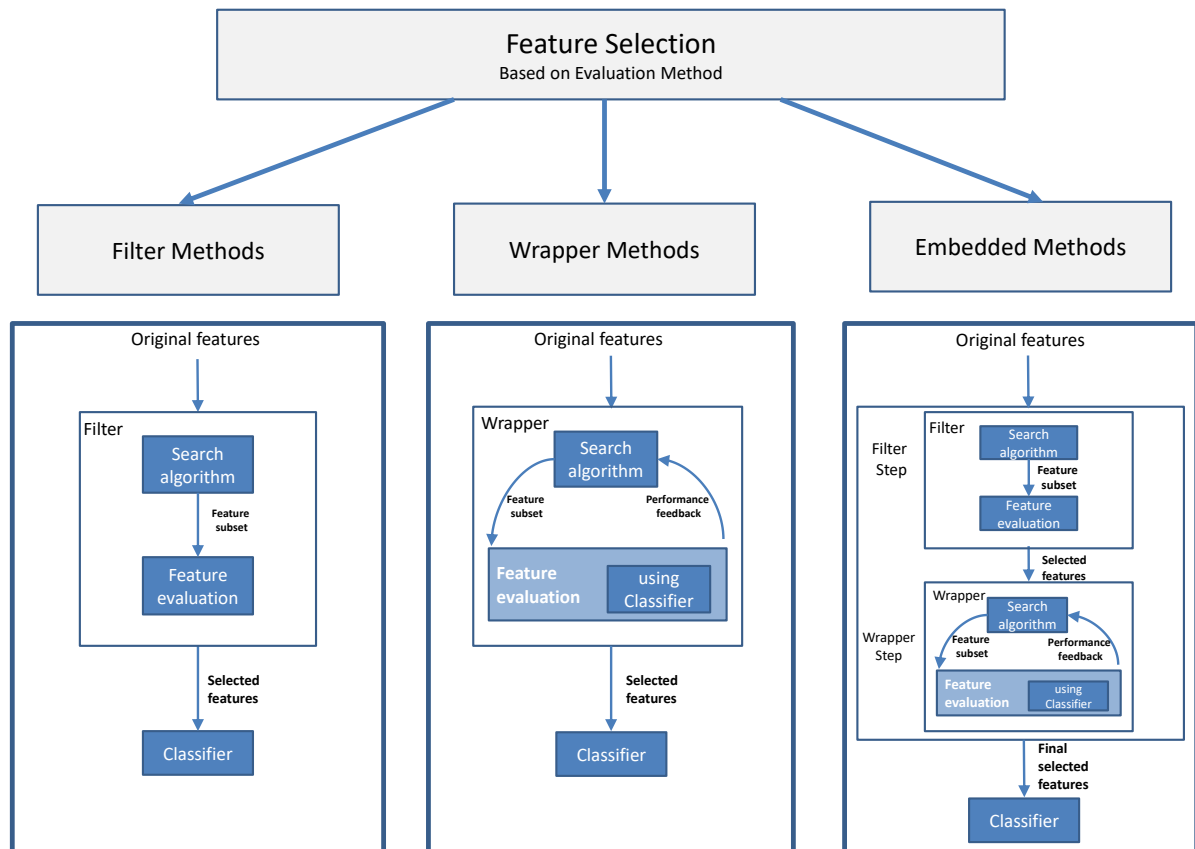 Feature Selection
Based on Evaluation Method
Filter Methods
Wrapper Methods
Embedded Methods
Original features
Filter
Search
algorithm
Feature
subset
Feature
evaluation
Selected
features
Classifier
Original features
Wrapper
Search
algorithm
Feature
subset
Performance
feedback
Feature
evaluation
using
Classifier
Selected
features
Classifier
Original features
Filter
Step
Filter
Search
algorithm
Feature
subset
Feature
evaluation
Selected
features
Wrapper
Step
Wrapper
Search
algorithm
Feature
subset
Performance
feedback
Feature
evaluation
using
Classifier
Final
selected
features
Classifier